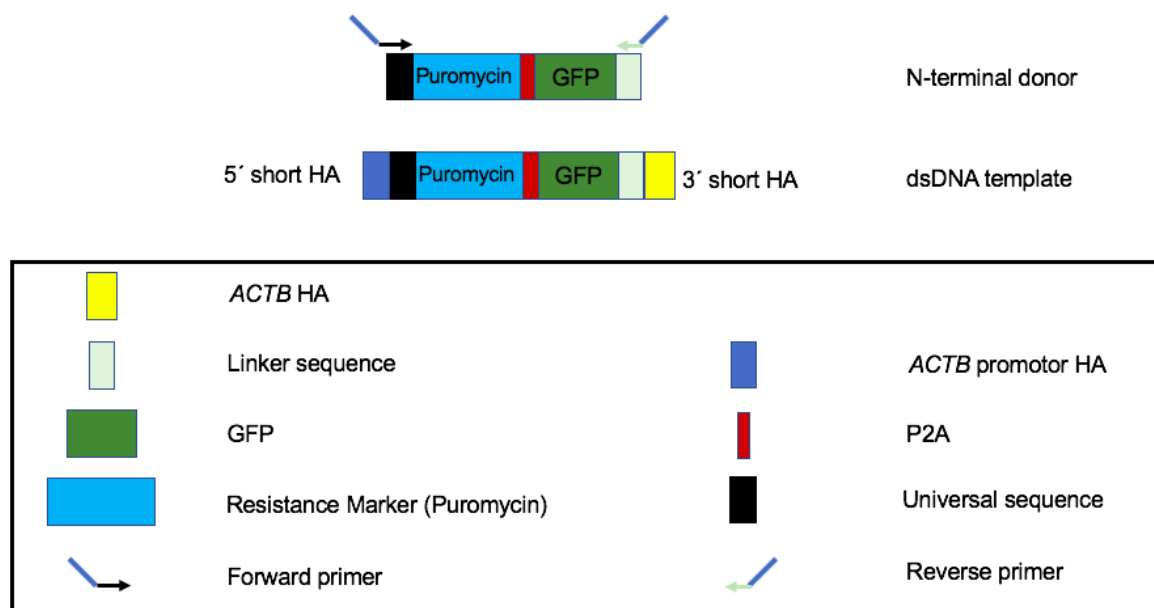 Puromycin GFP N-terminal donor
5´ short HA Puromycin GFP 3´ short HA dsDNA template
ACTB HA
Linker sequence ACTB promotor HA
GFP P2A
Resistance Marker (Puromycin) Universal sequence
Forward primer Reverse primer